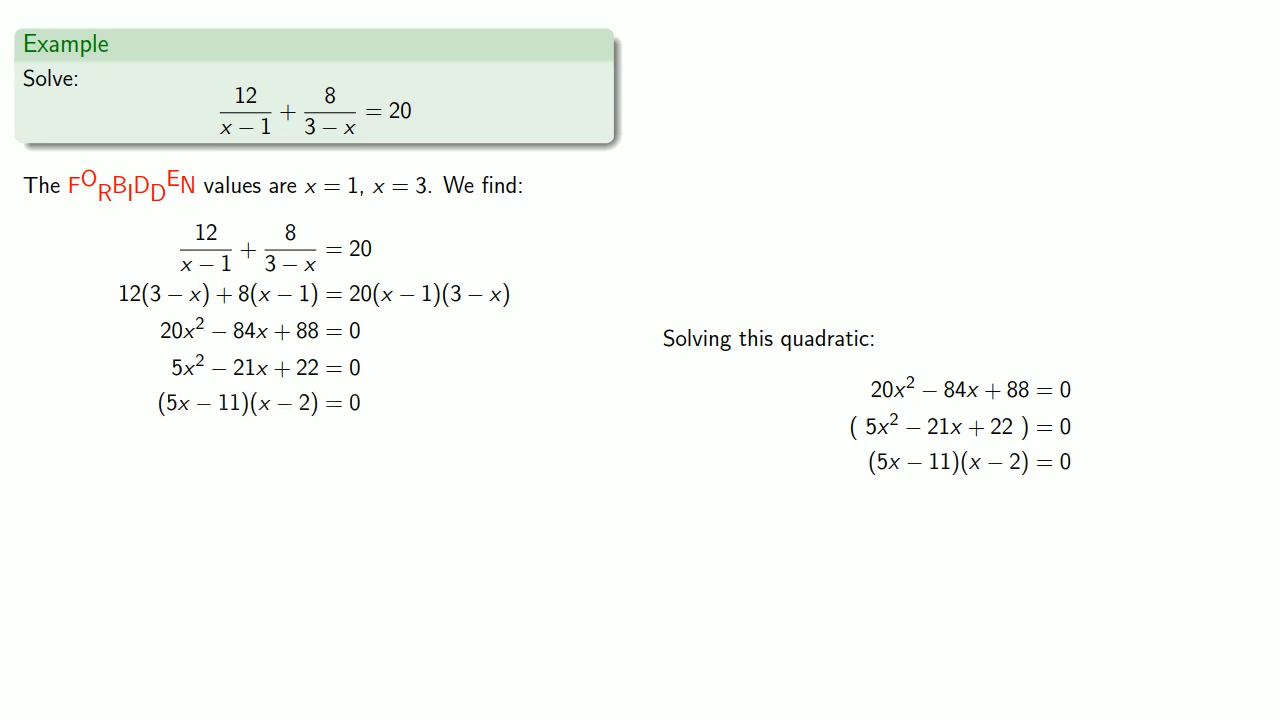 Example
Solve:
12/(x − 1) + 8/(3 − x) = 20
The FORBIDDEN values are x = 1, x = 3. We find:
12/(x − 1) + 8/(3 − x) = 20
12(3 − x) + 8(x − 1) = 20(x − 1)(3 − x)
20x² − 84x + 88 = 0
5x² − 21x + 22 = 0
(5x − 11)(x − 2) = 0
Solving this quadratic:
20x² − 84x + 88 = 0
( 5x² − 21x + 22 ) = 0
(5x − 11)(x − 2) = 0